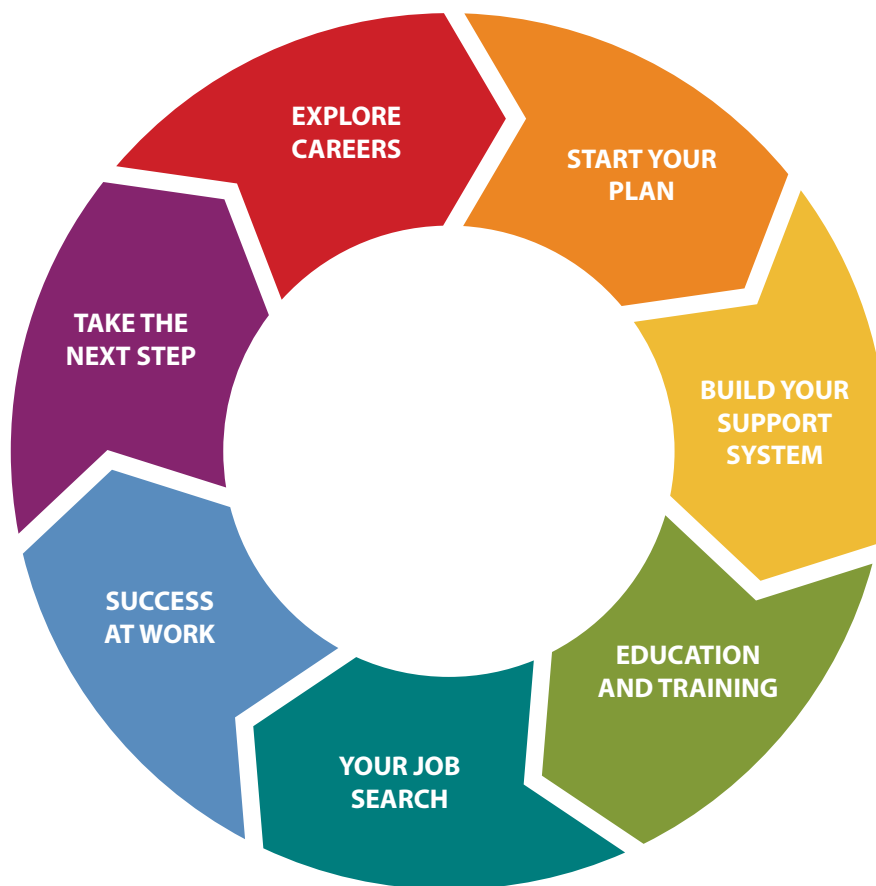 EXPLORE
CAREERS
START YOUR
PLAN
BUILD YOUR
SUPPORT
SYSTEM
EDUCATION
AND TRAINING
YOUR JOB
SEARCH
SUCCESS
AT WORK
TAKE THE
NEXT STEP